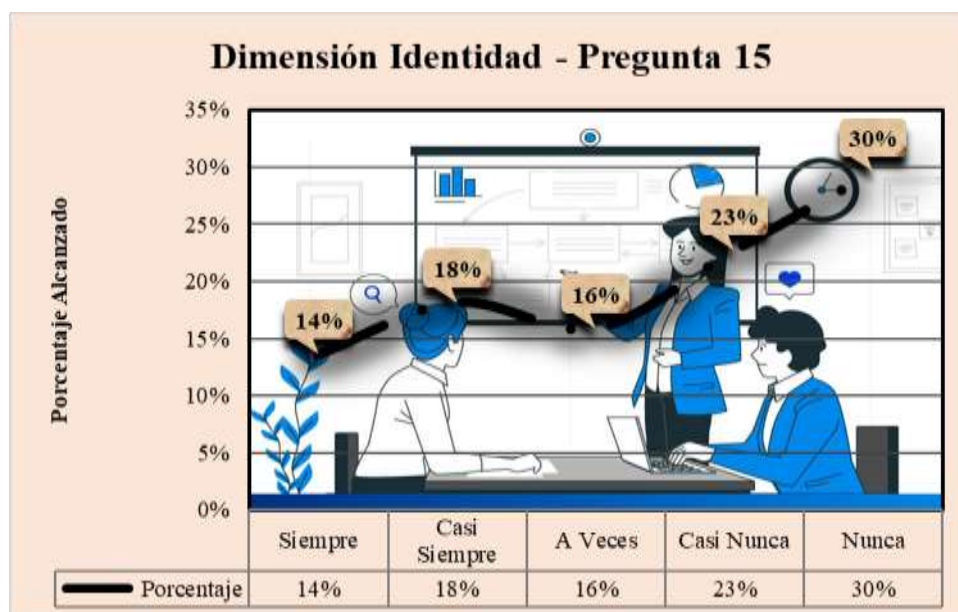 Dimensión Identidad - Pregunta 15
Porcentaje Alcanzado
35%
30%
25%
20%
15%
10%
5%
0%
14%
18%
16%
23%
30%
Siempre
Casi
Siempre
A Veces
Casi Nunca
Nunca
Porcentaje
14%
18%
16%
23%
30%